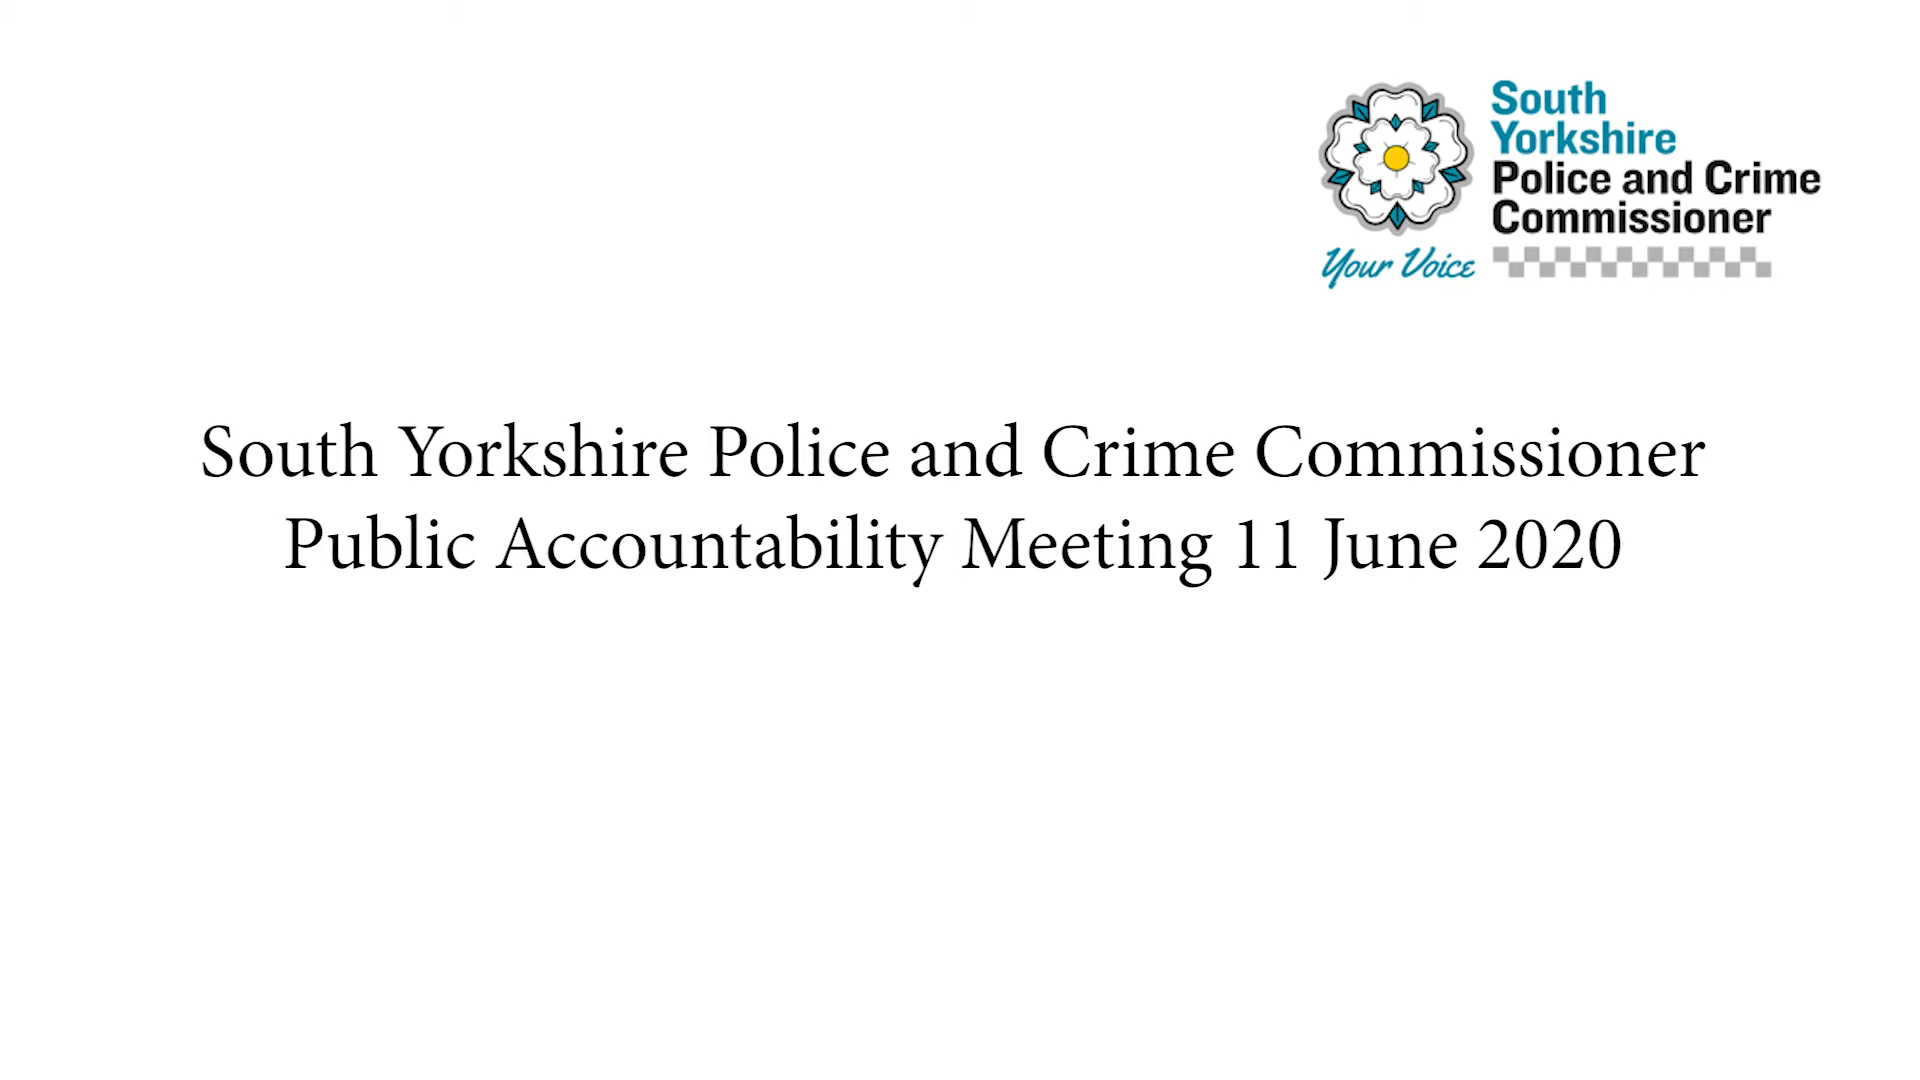 South
Yorkshire
Police and Crime
Commissioner
Your Voice
South Yorkshire Police and Crime Commissioner
Public Accountability Meeting 11 June 2020